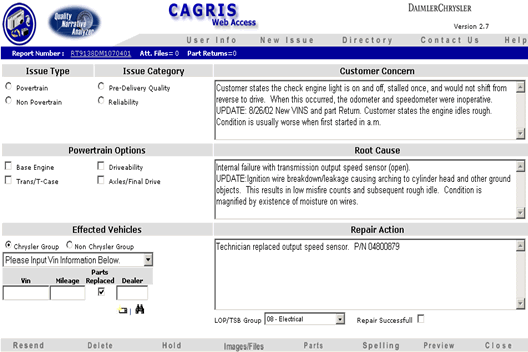 Quality
Narrative
Analyzer
CAGRIS
Web Access
DAIMLERCHRYSLER
Version 2.7
User Info New Issue Directory Contact Us Help
Report Number : RT9138DM1070401 Att. Files= 0 Part Returns=0
Issue Type Issue Category Customer Concern
Powertrain Pre-Delivery Quality
Non Powertrain Reliability
Customer states the check engine light is on and off, stalled once, and would not shift from
reverse to drive. When this occurred, the odometer and speedometer were inoperative.
UPDATE: 8/26/02 New VINS and part Return. Customer states the engine idles rough.
Condition is usually worse when first started in a.m.
Powertrain Options Root Cause
Base Engine Driveability
Trans/T-Case Axles/Final Drive
Internal failure with transmission output speed sensor (open).
UPDATE:Ignition wire breakdown/leakage causing arching to cylinder head and other ground
objects. This results in low misfire counts and subsequent rough idle. Condition is
magnified by existence of moisture on wires.
Effected Vehicles Repair Action
Chrysler Group Non Chrysler Group
Please Input Vin Information Below.
Vin Mileage Parts Replaced Dealer
Technician replaced output speed sensor. P/N 04800879
LOP/TSB Group 08 - Electrical Repair Successfull
Resend Delete Hold Images/Files Parts Spelling Preview Close